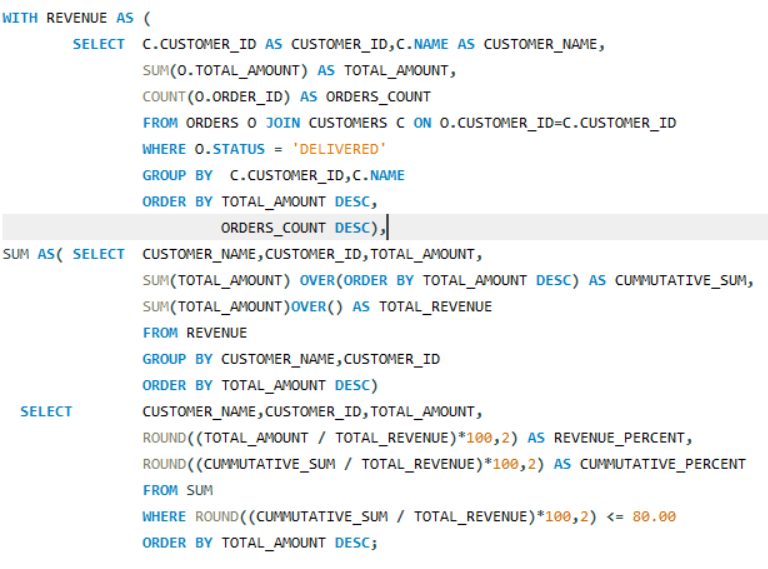 WITH REVENUE AS (
SELECT C.CUSTOMER_ID AS CUSTOMER_ID,C.NAME AS CUSTOMER_NAME,
SUM(O.TOTAL_AMOUNT) AS TOTAL_AMOUNT,
COUNT(O.ORDER_ID) AS ORDERS_COUNT
FROM ORDERS O JOIN CUSTOMERS C ON O.CUSTOMER_ID=C.CUSTOMER_ID
WHERE O.STATUS = 'DELIVERED'
GROUP BY C.CUSTOMER_ID,C.NAME
ORDER BY TOTAL_AMOUNT DESC,
ORDERS_COUNT DESC),
SUM AS( SELECT CUSTOMER_NAME,CUSTOMER_ID,TOTAL_AMOUNT,
SUM(TOTAL_AMOUNT) OVER(ORDER BY TOTAL_AMOUNT DESC) AS CUMMUTATIVE_SUM,
SUM(TOTAL_AMOUNT)OVER() AS TOTAL_REVENUE
FROM REVENUE
GROUP BY CUSTOMER_NAME,CUSTOMER_ID
ORDER BY TOTAL_AMOUNT DESC)
SELECT CUSTOMER_NAME,CUSTOMER_ID,TOTAL_AMOUNT,
ROUND((TOTAL_AMOUNT / TOTAL_REVENUE)*100,2) AS REVENUE_PERCENT,
ROUND((CUMMUTATIVE_SUM / TOTAL_REVENUE)*100,2) AS CUMMUTATIVE_PERCENT
FROM SUM
WHERE ROUND((CUMMUTATIVE_SUM / TOTAL_REVENUE)*100,2) <= 80.00
ORDER BY TOTAL_AMOUNT DESC;